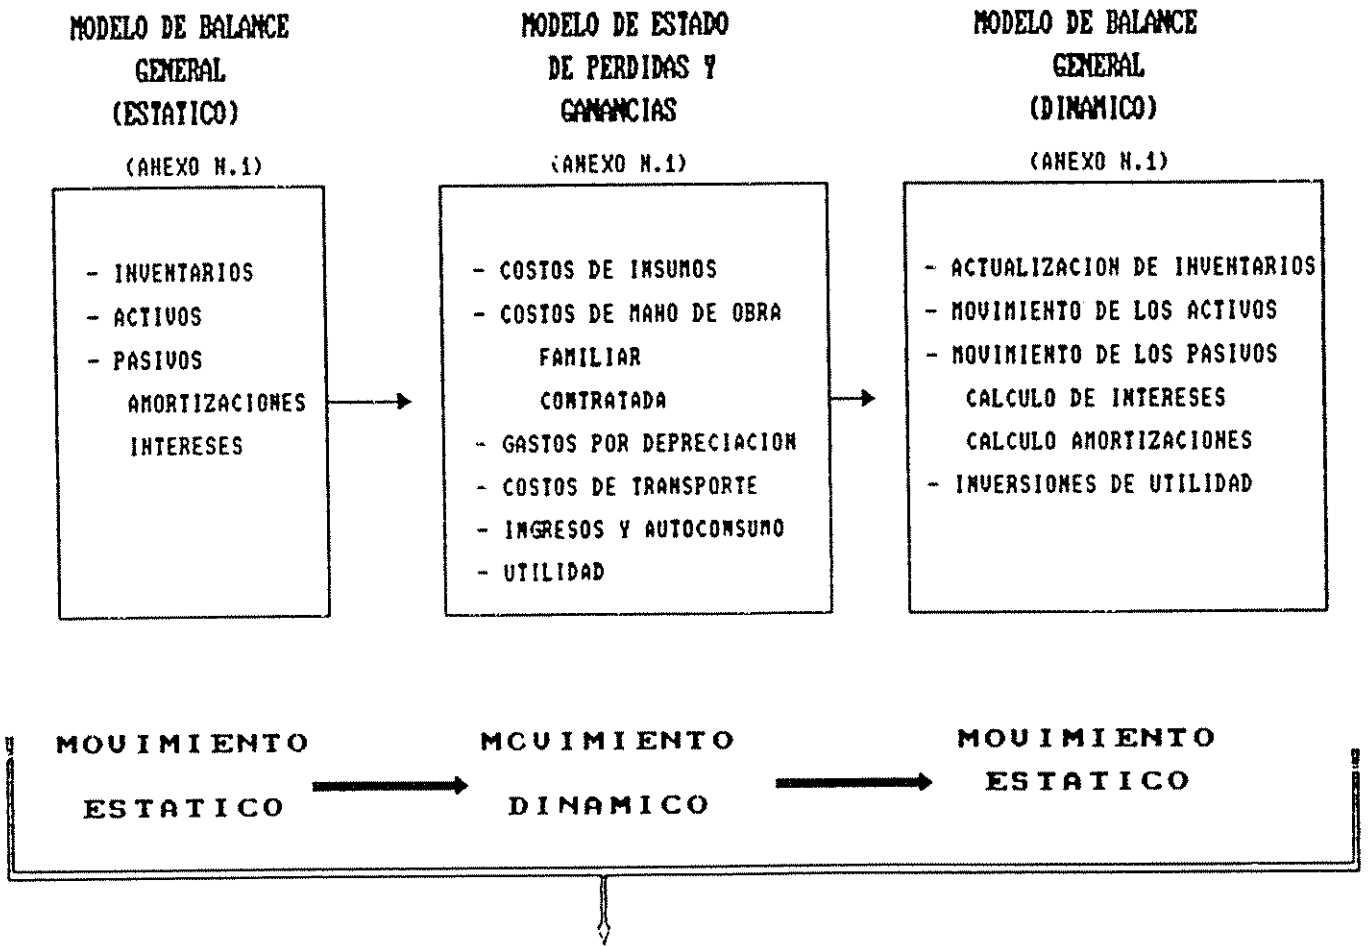 MODELO DE BALANCE
GENERAL
(ESTATICO)
(ANEXO N.1)
- INVENTARIOS
- ACTIVOS
- PASIVOS
AMORTIZACIONES
INTERESES
MODELO DE ESTADO
DE PERDIDAS Y
GANANCIAS
(ANEXO N.1)
- COSTOS DE INSUMOS
- COSTOS DE MANO DE OBRA
FAMILIAR
CONTRATADA
- GASTOS POR DEPRECIACION
- COSTOS DE TRANSPORTE
- INGRESOS Y AUTOCONSUMO
- UTILIDAD
MODELO DE BALANCE
GENERAL
(DINAMICO)
(ANEXO N.1)
- ACTUALIZACION DE INVENTARIOS
- MOVIMIENTO DE LOS ACTIVOS
- MOVIMIENTO DE LOS PASIVOS
CALCULO DE INTERESES
CALCULO AMORTIZACIONES
- INVERSIONES DE UTILIDAD
MOVIMIENTO
ESTATICO
MOVIMIENTO
DINAMICO
MOVIMIENTO
ESTATICO